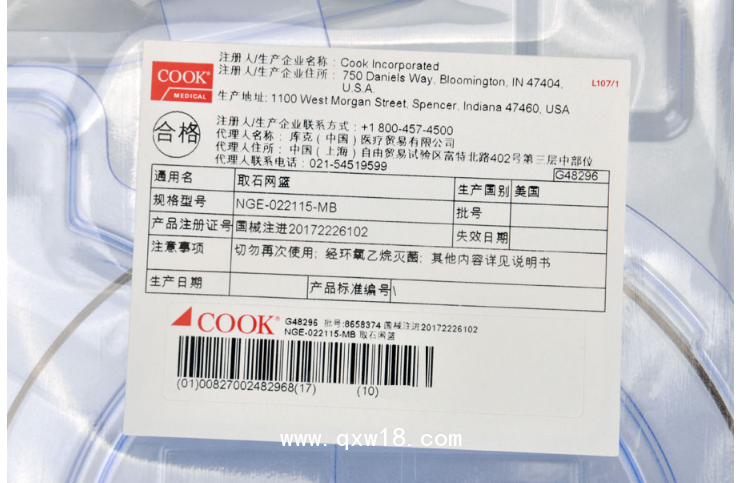 注册人/生产企业名称：Cook Incorporated
注册人/生产企业住所：750 Daniels Way, Bloomington, IN 47404,
U.S.A.
L107/1
生产地址: 1100 West Morgan Street, Spencer, Indiana 47460, USA
COOK®
MEDICAL
合格
注册人/生产企业联系方式：+1 800-457-4500
代理人名称：库克（中国）医疗贸易有限公司
代理人住所：中国（上海）自由贸易试验区富特北路402号第三层中部位
代理人联系电话：021-54519599
G48296
通用名 取石网篮 生产国别 美国
规格型号 NGE-022115-MB 批号
产品注册证号 国械注进20172226102 失效日期
注意事项 切勿再次使用；经环氧乙烷灭菌；其他内容详见说明书
生产日期 产品标准编号 \
COOK® G48296 批号:8658374 国械注进20172226102
NGE-022115-MB 取石网篮
(01)00827002482968(17) (10)
www.qxw18.com